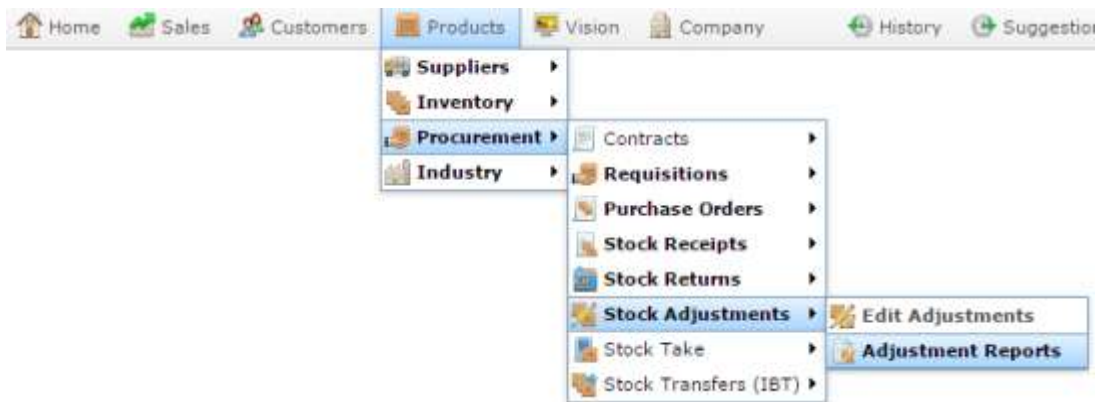 Home Sales Customers Products Vision Company History Suggestion
Suppliers
Inventory
Procurement
Contracts
Industry
Requisitions
Purchase Orders
Stock Receipts
Stock Returns
Stock Adjustments
Edit Adjustments
Stock Take
Adjustment Reports
Stock Transfers (IBT)